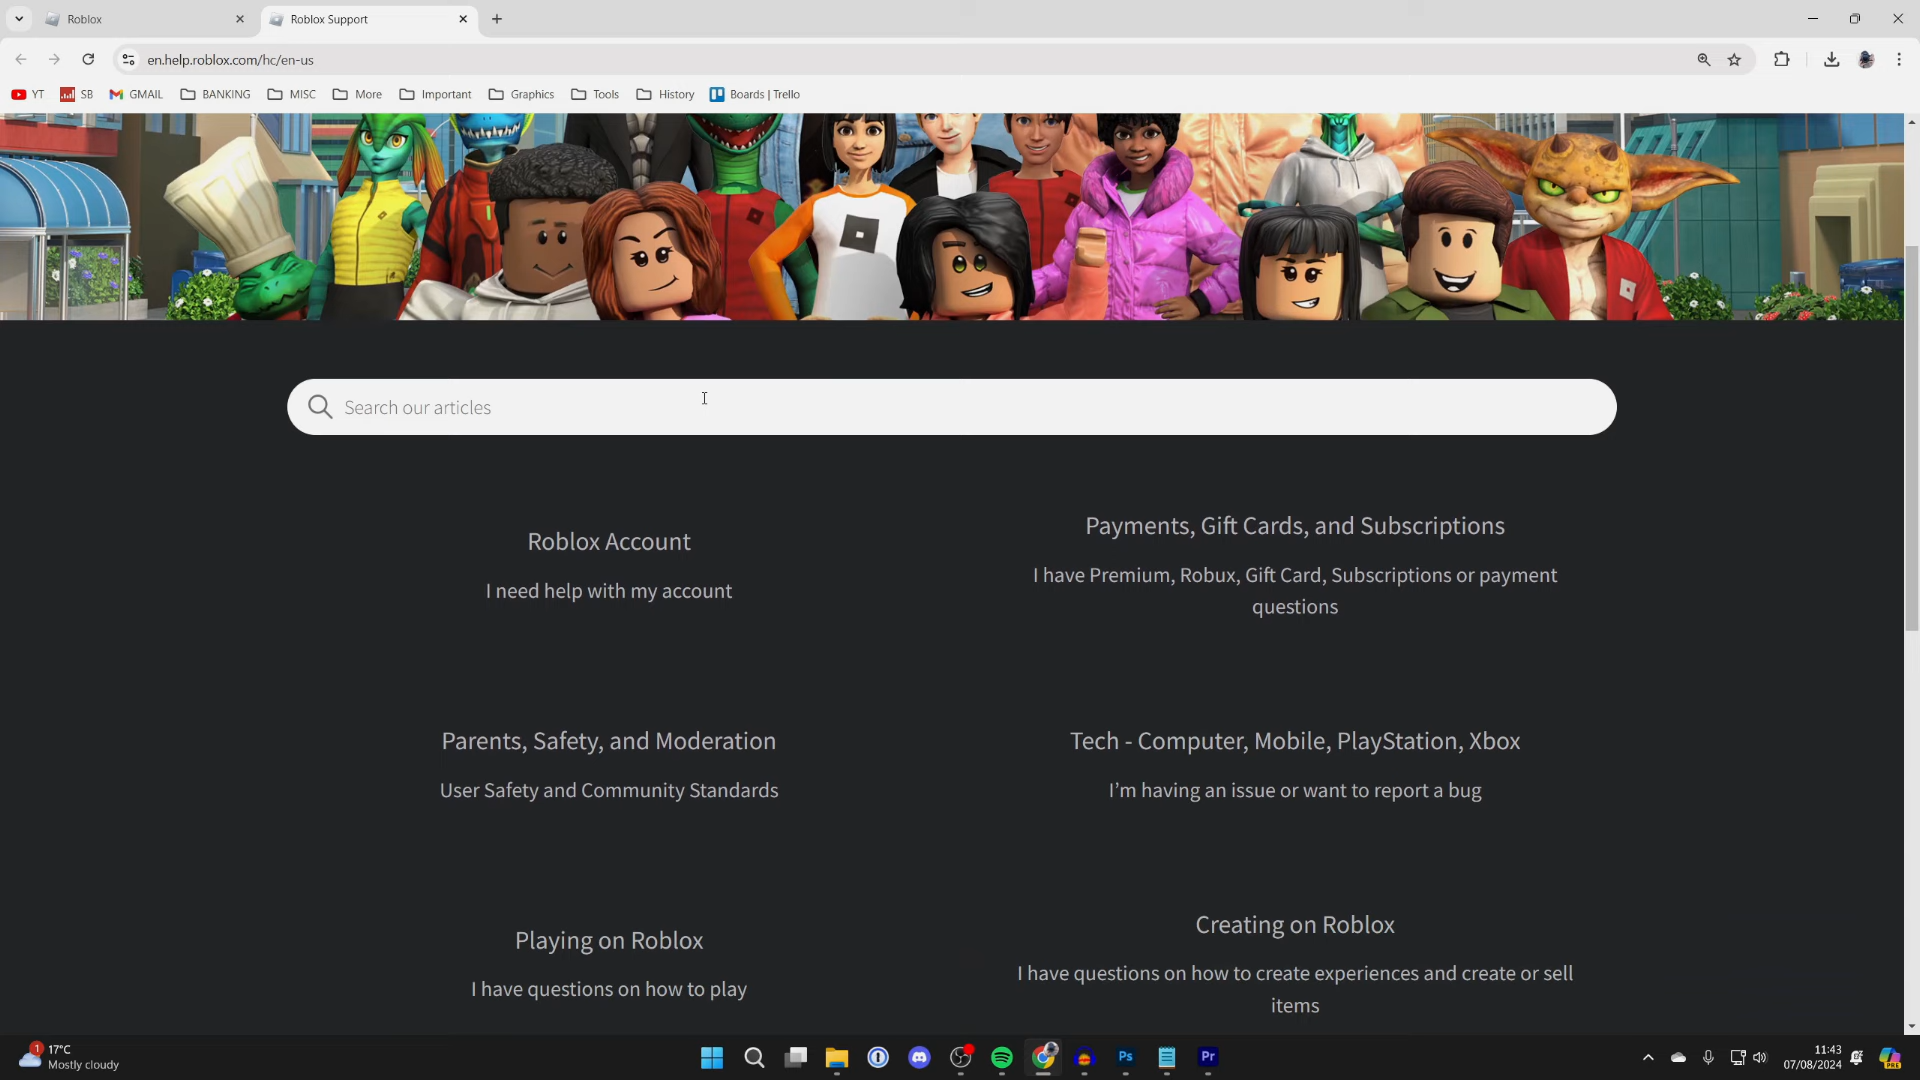 Roblox
Roblox Support
en.help.roblox.com/hc/en-us
YT
SB
GMAIL
BANKING
MISC
More
Important
Graphics
Tools
History
Boards | Trello
Search our articles
Roblox Account
I need help with my account
Payments, Gift Cards, and Subscriptions
I have Premium, Robux, Gift Card, Subscriptions or payment
questions
Parents, Safety, and Moderation
User Safety and Community Standards
Tech - Computer, Mobile, PlayStation, Xbox
I’m having an issue or want to report a bug
Playing on Roblox
I have questions on how to play
Creating on Roblox
I have questions on how to create experiences and create or sell
items
1
17°C
Mostly cloudy
Ps
Pr
11:43
07/08/2024
PRE